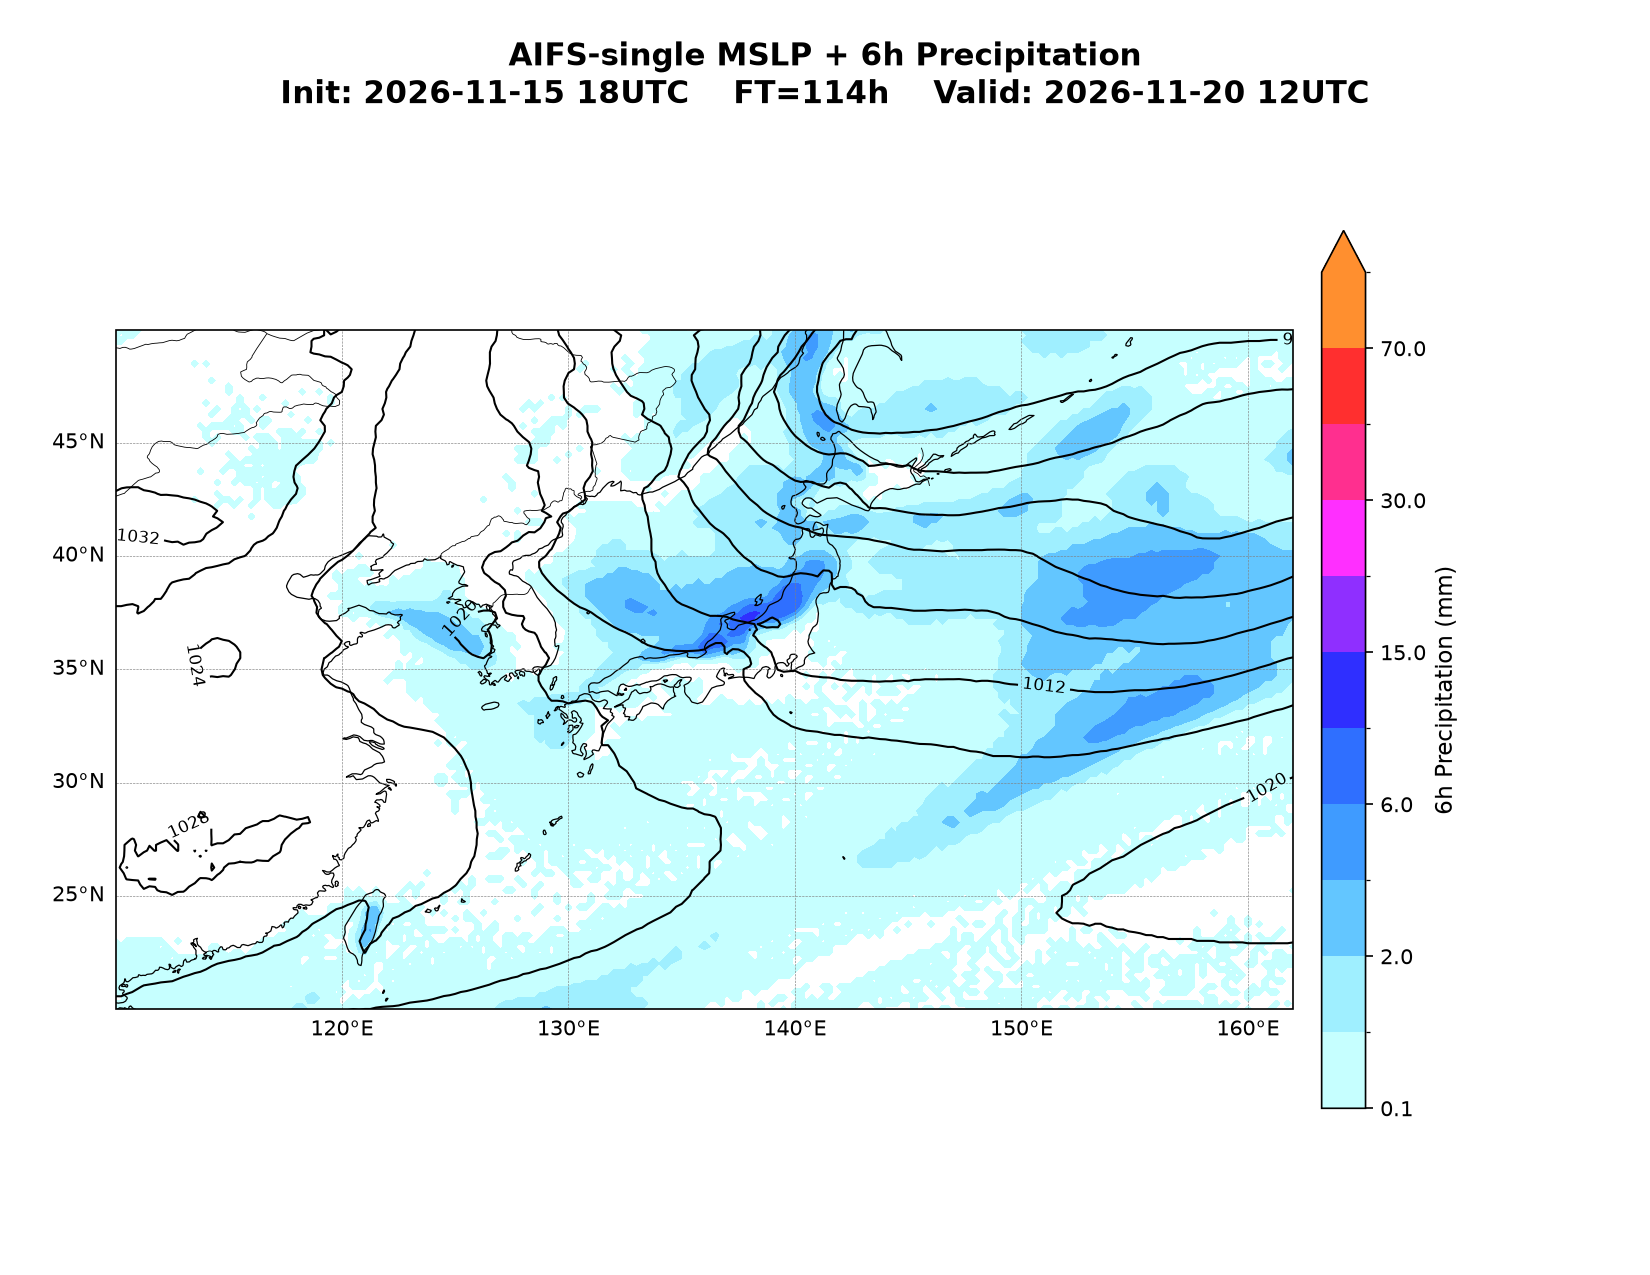 AIFS-single MSLP + 6h Precipitation
Init: 2026-11-15 18UTC    FT=114h    Valid: 2026-11-20 12UTC
70.0
30.0
15.0
6.0
2.0
0.1
6h Precipitation (mm)
45°N
40°N
35°N
30°N
25°N
120°E
130°E
140°E
150°E
160°E
9
1032
1020
1024
1012
1020
1028